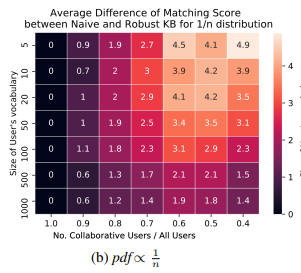 Average Difference of Matching Score
between Naive and Robust KB for 1/n distribution
Size of User's vocabulary
5 0 0.9 1.9 2.7 4.5 4.1 4.9
10 0 0.7 2 3 3.9 4.2 3.9
20 0 1 2 2.9 4.1 4.2 3.5
50 0 1 1.9 2.5 3.4 3.5 3.1
100 0 1.1 1.8 2.3 3.1 2.9 2.3
500 0 0.6 1.3 1.7 2.1 2.1 1.5
1000 0 0.6 1.2 1.4 1.9 1.8 1.4
1.0 0.9 0.8 0.7 0.6 0.5 0.4
No. Collaborative Users / All Users
4
3
2
1
0
(b) pdf ∝ 1/n